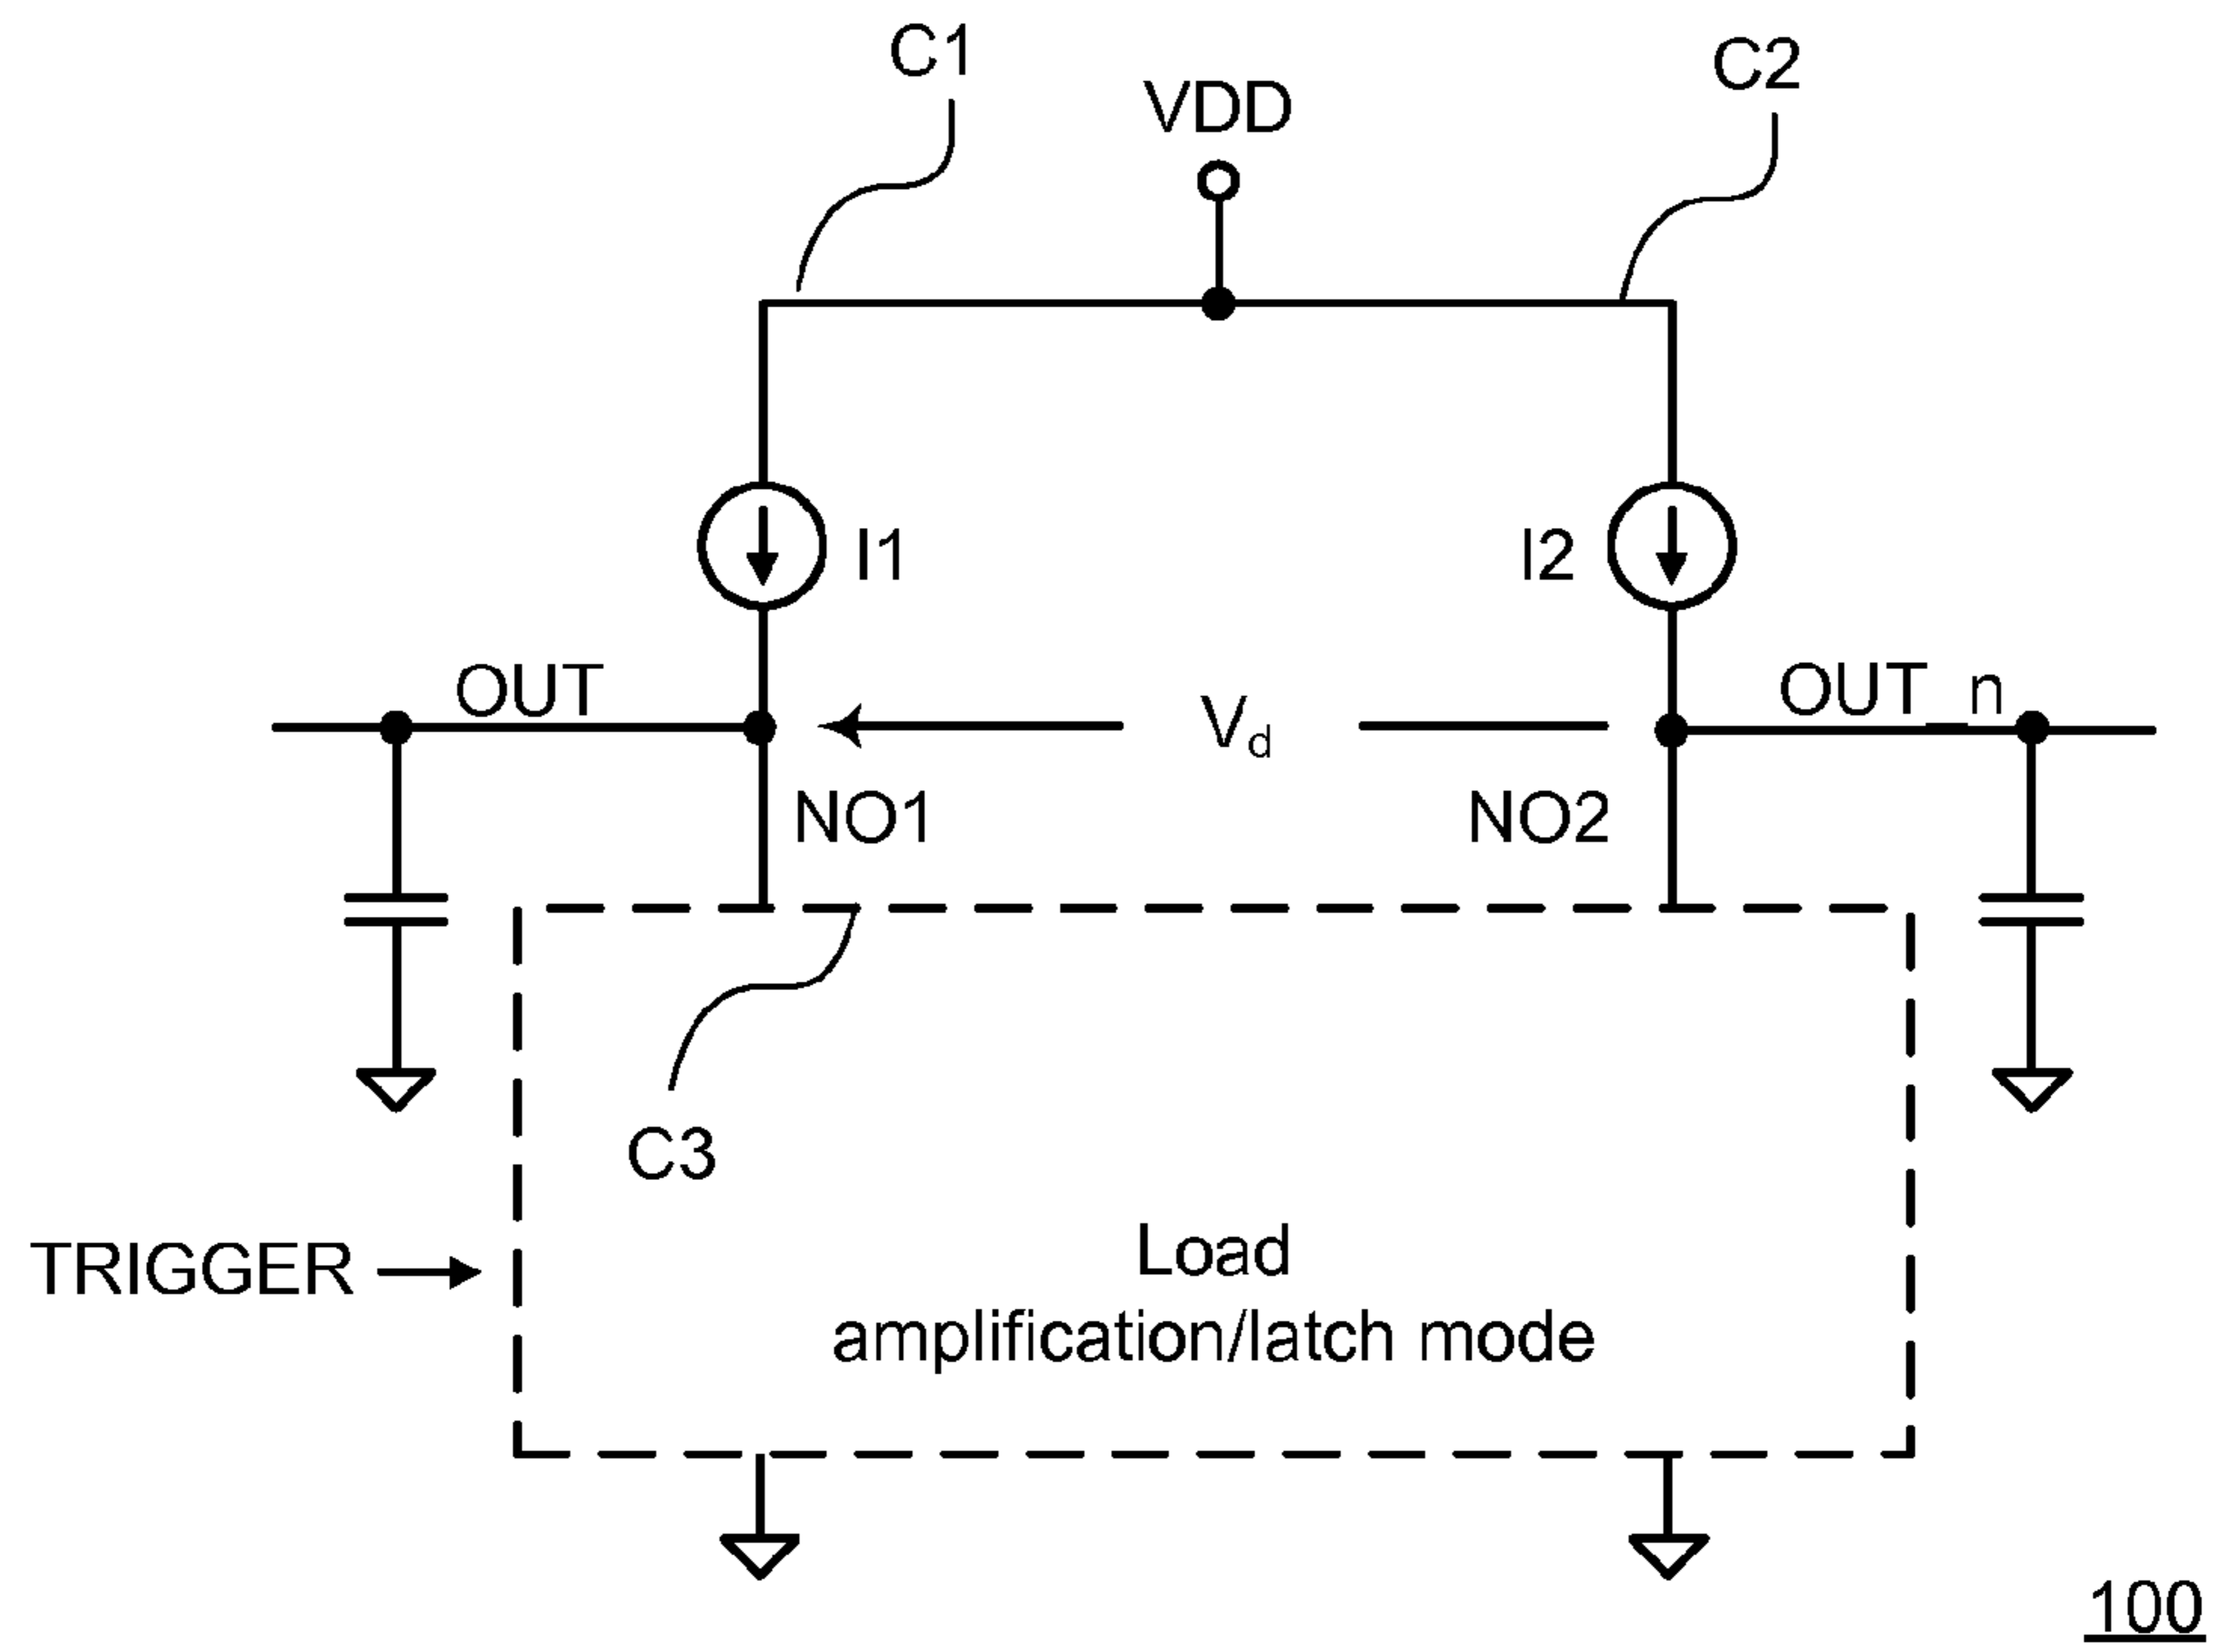 C1
C2
VDD
I1
I2
OUT
Vd
OUT_n
NO1
NO2
C3
TRIGGER
Load
amplification/latch mode
100